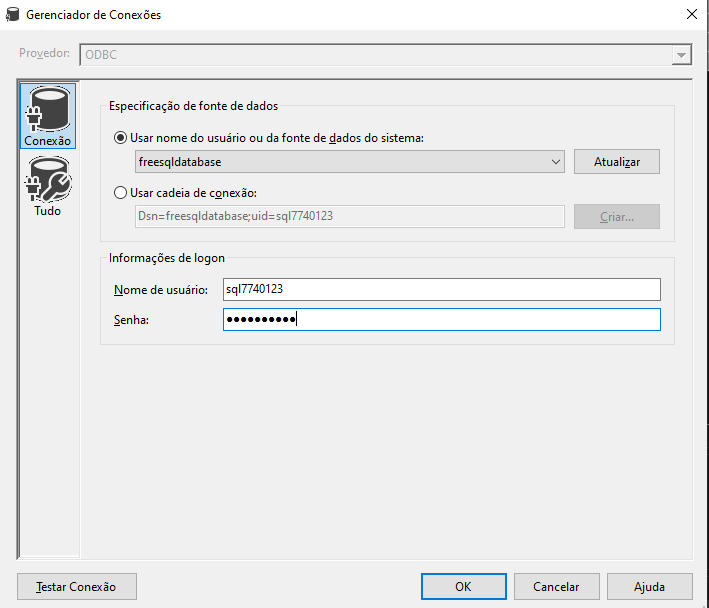 Gerenciador de Conexões
Provedor: ODBC
Conexão
Tudo
Especificação de fonte de dados
Usar nome do usuário ou da fonte de dados do sistema:
freesqldatabase Atualizar
Usar cadeia de conexão:
Dsn=freesqldatabase;uid=sql7740123 Criar...
Informações de logon
Nome de usuário: sql7740123
Senha: ●●●●●●●●●●
Testar Conexão OK Cancelar Ajuda